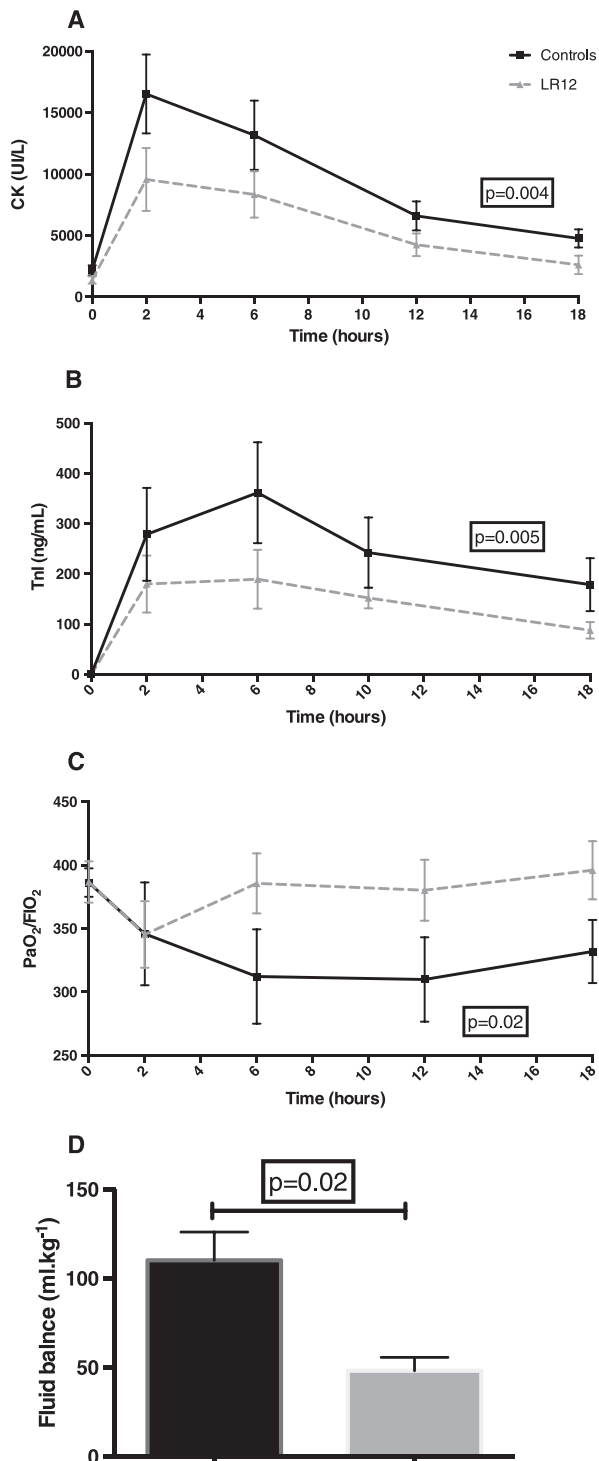 A
20000
15000
10000
5000
0
CK (UI/L)
Controls
LR12
p=0.004
0 2 4 6 8 10 12 14 16 18
Time (hours)
B
500
400
300
200
100
0
TnI (ng/mL)
p=0.005
0 2 4 6 8 10 12 14 16 18
Time (hours)
C
450
400
350
300
250
PaO₂/FIO₂
p=0.02
0 2 4 6 8 10 12 14 16 18
Time (hours)
D
p=0.02
150
100
50
0
Fluid balnce (ml.kg⁻¹)